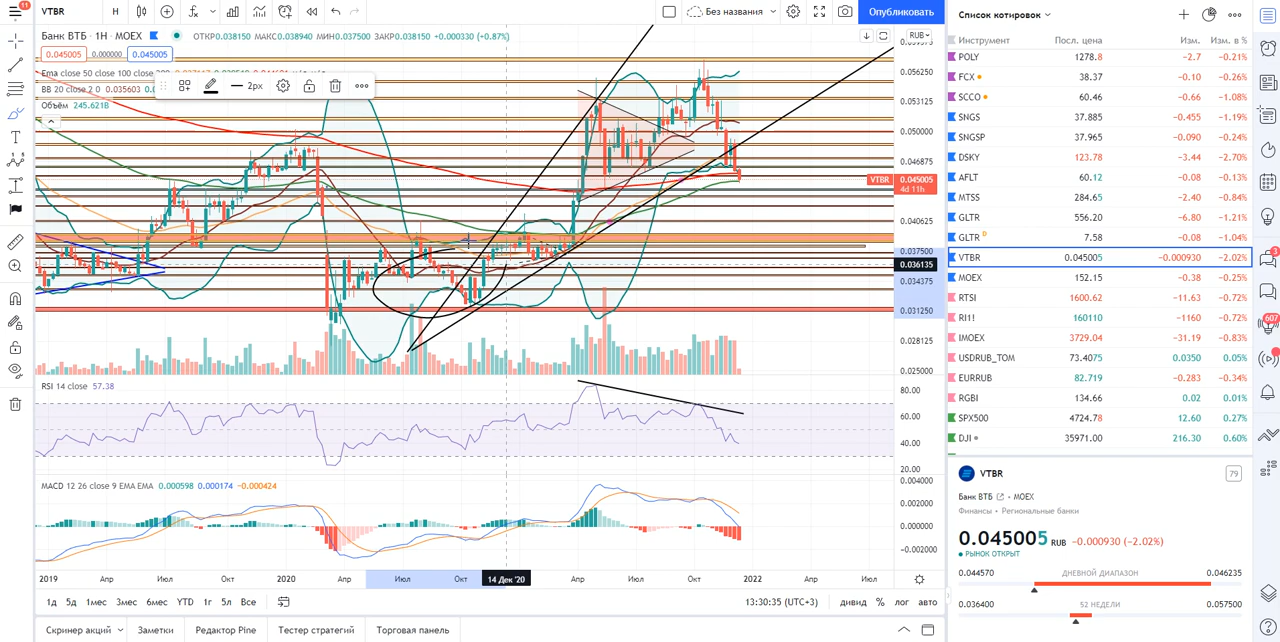 11
VTBR
Н
Без названия
Опубликовать
Банк ВТБ · 1Н · MOEX
ОТКР0.038150 МАКС0.038940 МИН0.037500 ЗАКР0.038150 +0.000330 (+0.87%)
RUB
0.045005 0.000000 0.045005
Ema close 50 close 100 close 200
BB 20 close 2 0 0.035603
2px
Объём 245.621B
0.056250
0.053125
0.050000
0.046875
VTBR 0.045005
4d 11h
0.040625
0.037500
0.036135
0.034375
0.031250
0.028125
0.025000
RSI 14 close 57.38
80.00
60.00
40.00
20.00
MACD 12 26 close 9 EMA EMA 0.000598 0.000174 −0.000424
0.004000
0.002000
0.000000
−0.002000
2019 Апр Июл Окт 2020 Апр Июл Окт 14 Дек '20 Апр Июл Окт 2022 Апр Июл
1д 5д 1мес 3мес 6мес YTD 1г 5л Все
13:30:35 (UTC+3) дивид % лог авто
Скринер акций Заметки Редактор Pine Тестер стратегий Торговая панель
Список котировок
Инструмент Посл. цена Изм. Изм. в %
POLY 1278.8 −2.7 −0.21%
FCX 38.37 −0.10 −0.26%
SCCO 60.46 −0.66 −1.08%
SNGS 37.885 −0.455 −1.19%
SNGSP 37.965 −0.090 −0.24%
DSKY 123.78 −3.44 −2.70%
AFLT 60.12 −0.08 −0.13%
MTSS 284.65 −2.40 −0.84%
GLTR 556.20 −6.80 −1.21%
GLTR D 7.58 −0.08 −1.04%
VTBR 0.045005 −0.000930 −2.02%
MOEX 152.15 −0.38 −0.25%
RTSI 1600.62 −11.63 −0.72%
RI1! 160110 −1160 −0.72%
IMOEX 3729.04 −31.19 −0.83%
USDRUB_TOM 73.4075 0.0350 0.05%
EURRUB 82.719 −0.283 −0.34%
RGBI 134.66 0.02 0.01%
SPX500 4724.78 12.60 0.27%
DJI 35971.00 216.30 0.60%
VTBR
79
Банк ВТБ • MOEX
Финансы • Региональные банки
0.045005 RUB −0.000930 (−2.02%)
РЫНОК ОТКРЫТ
0.044570 ДНЕВНОЙ ДИАПАЗОН 0.046235
0.036400 52 НЕДЕЛИ 0.057500
3
607